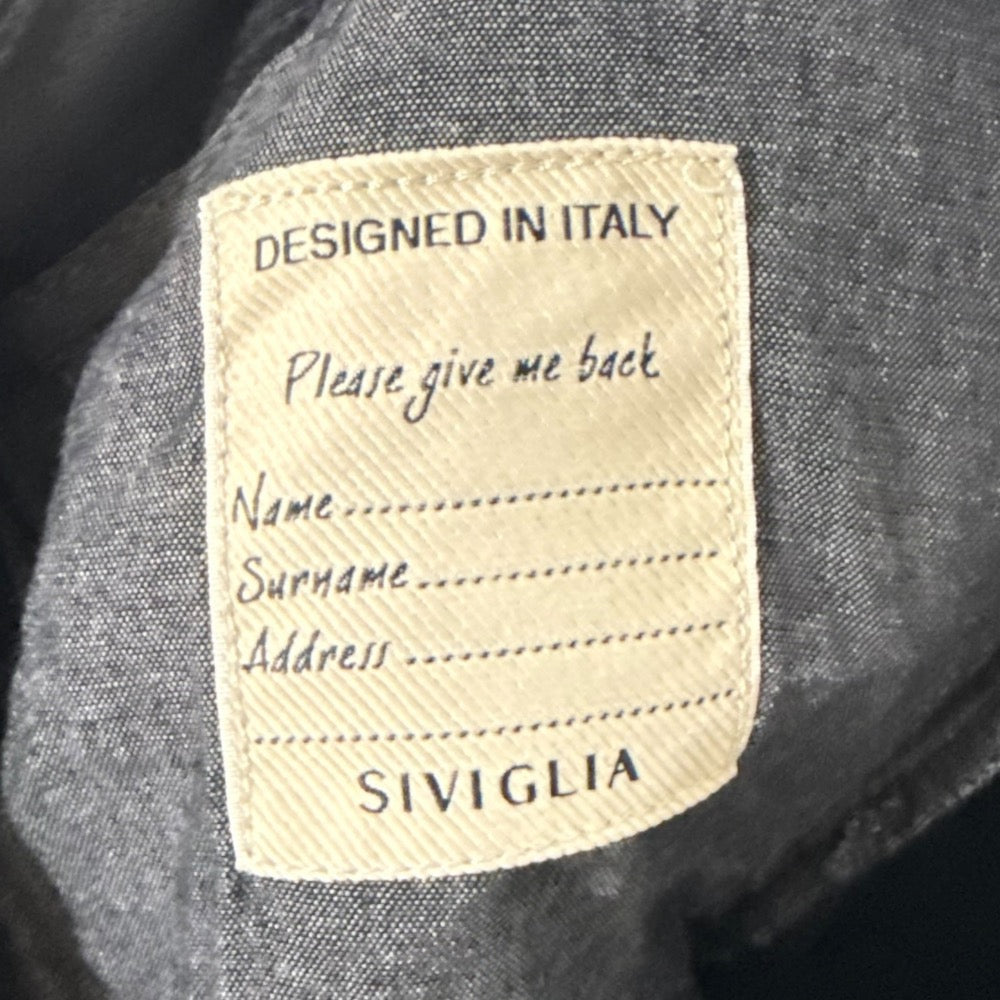 DESIGNED IN ITALY
Please give me back
Name....................................
Surname............................
Address..............................
............................................
SIVIGLIA